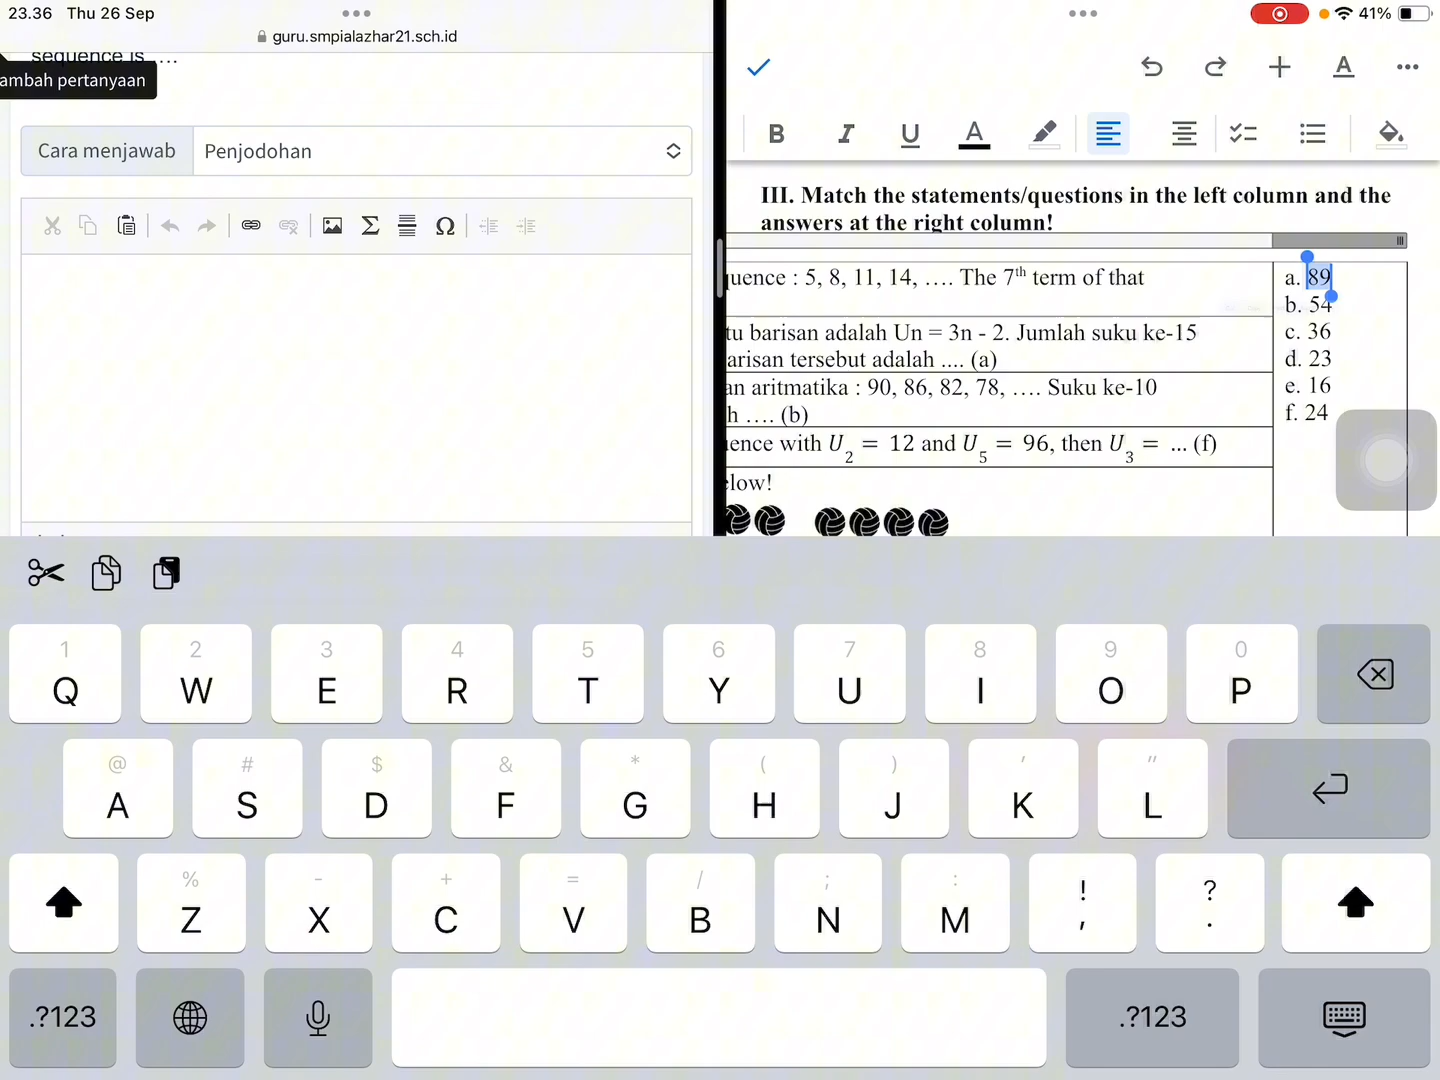 23.36 Thu 26 Sep
guru.smpialazhar21.sch.id
sequence is ....
ambah pertanyaan
Cara menjawab Penjodohan
41%
B I U A
III. Match the statements/questions in the left column and the
answers at the right column!
uence : 5, 8, 11, 14, …. The 7th term of that
tu barisan adalah Un = 3n - 2. Jumlah suku ke-15
arisan tersebut adalah .... (a)
an aritmatika : 90, 86, 82, 78, …. Suku ke-10
h …. (b)
ence with U2 = 12 and U5 = 96, then U3 = ... (f)
elow!
a. 89
b. 54
c. 36
d. 23
e. 16
f. 24
1 2 3 4 5 6 7 8 9 0
Q W E R T Y U I O P
@ # $ & * ( ) ' "
A S D F G H J K L
% - + = / ; : ! ?
Z X C V B N M , .
.?123 .?123